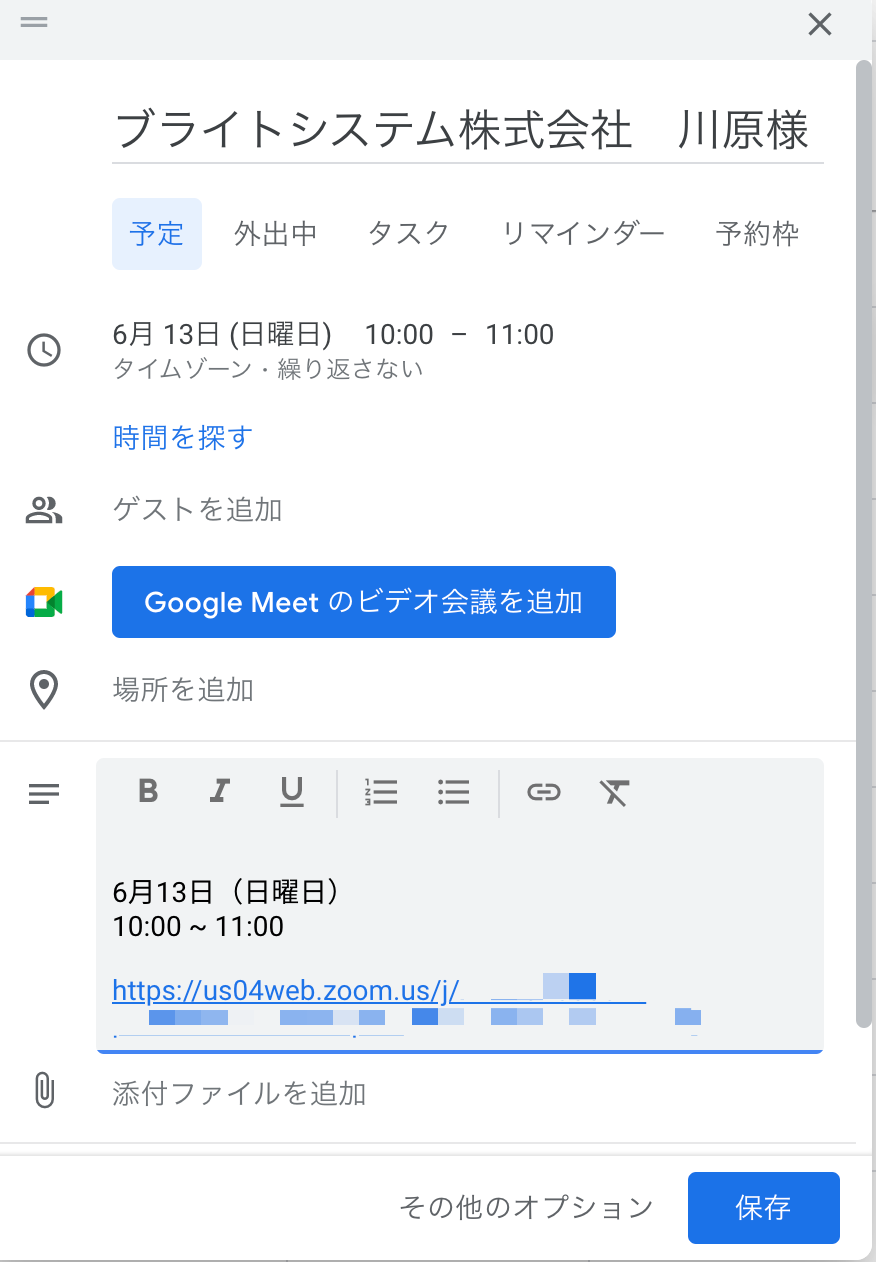 ブライトシステム株式会社　川原様
予定 外出中 タスク リマインダー 予約枠
6月 13日 (日曜日) 10:00 – 11:00
タイムゾーン・繰り返さない
時間を探す
ゲストを追加
Google Meet のビデオ会議を追加
場所を追加
B I U
6月13日（日曜日）
10:00 ~ 11:00
https://us04web.zoom.us/j/
添付ファイルを追加
その他のオプション 保存